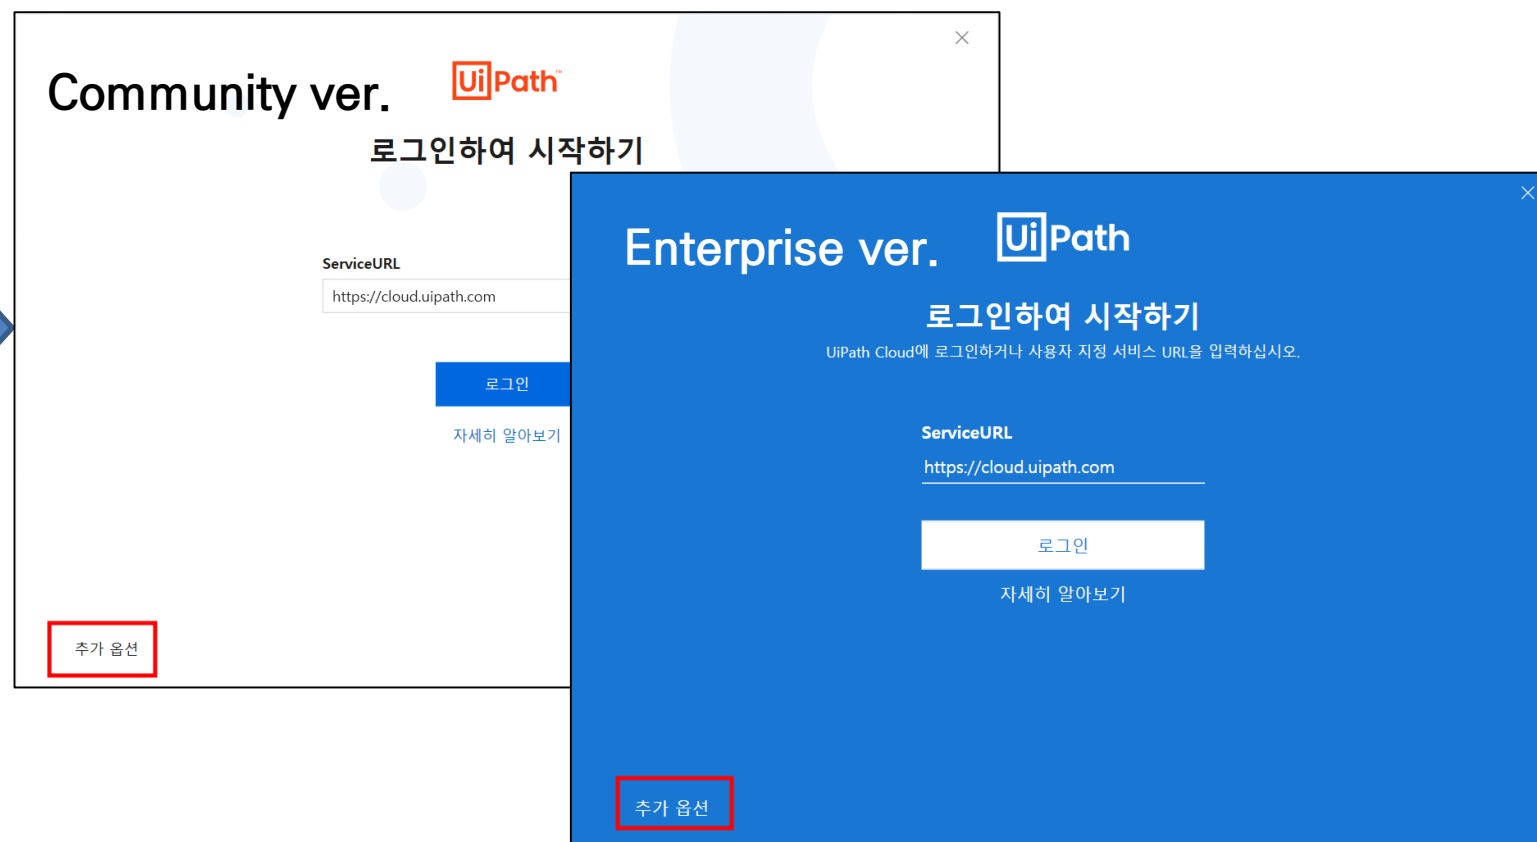 Community ver.
UiPath™
로그인하여 시작하기
ServiceURL
https://cloud.uipath.com
로그인
자세히 알아보기
추가 옵션
Enterprise ver.
UiPath
로그인하여 시작하기
UiPath Cloud에 로그인하거나 사용자 지정 서비스 URL을 입력하십시오.
ServiceURL
https://cloud.uipath.com
로그인
자세히 알아보기
추가 옵션